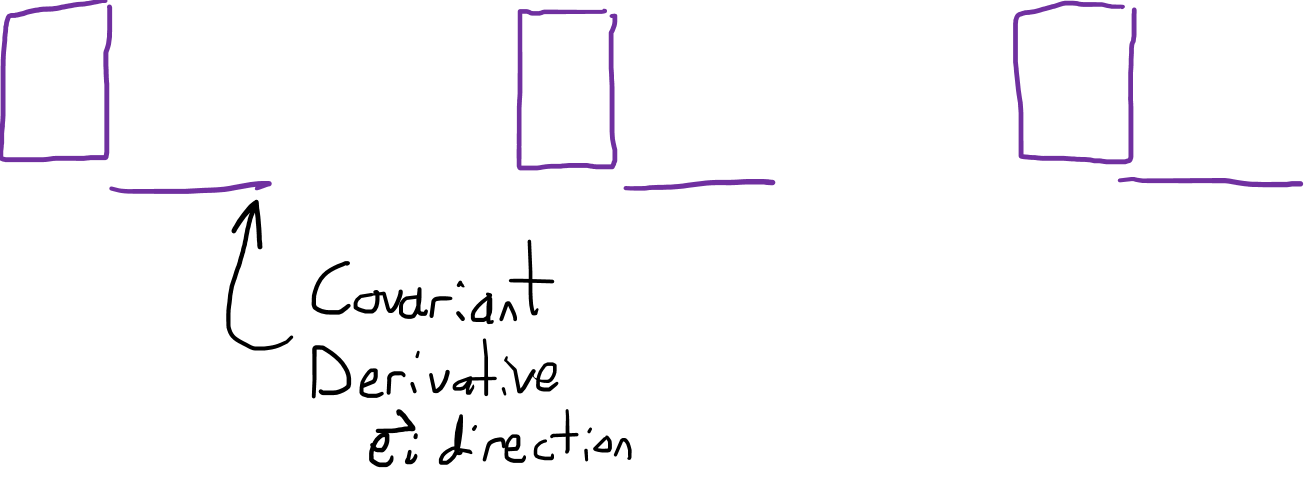 Covariant
Derivative
e⃗i direction